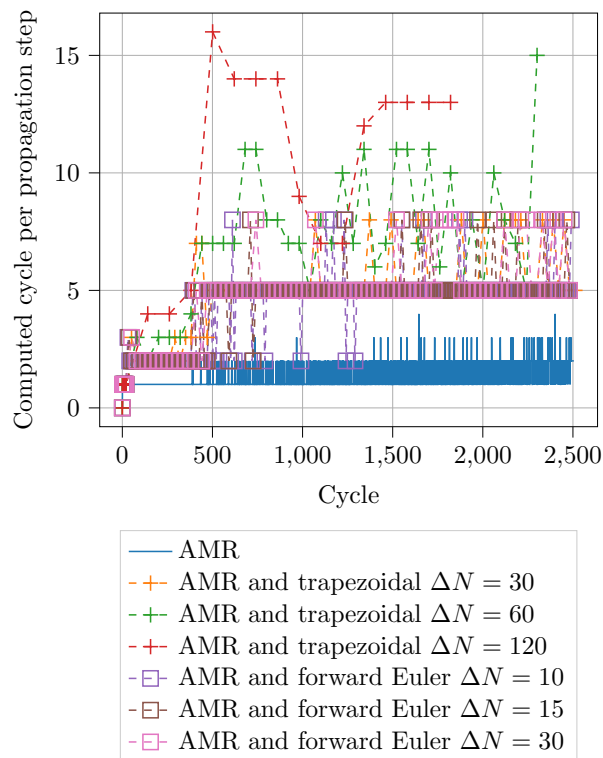 Computed cycle per propagation step
15
10
5
0
0
500
1,000
1,500
2,000
2,500
Cycle
AMR
AMR and trapezoidal ΔN = 30
AMR and trapezoidal ΔN = 60
AMR and trapezoidal ΔN = 120
AMR and forward Euler ΔN = 10
AMR and forward Euler ΔN = 15
AMR and forward Euler ΔN = 30